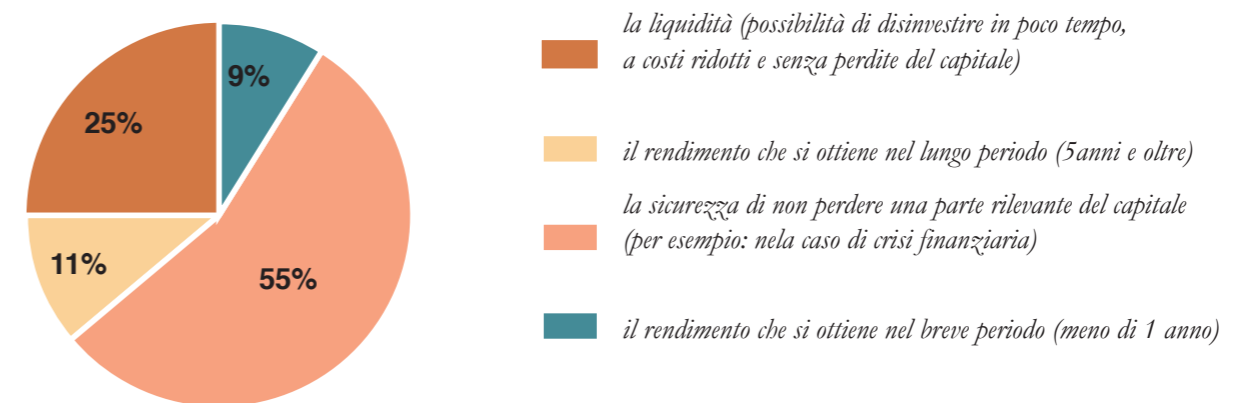 9%
25%
11%
55%
la liquidità (possibilità di disinvestire in poco tempo,
a costi ridotti e senza perdite del capitale)
il rendimento che si ottiene nel lungo periodo (5anni e oltre)
la sicurezza di non perdere una parte rilevante del capitale
(per esempio: nela caso di crisi finanziaria)
il rendimento che si ottiene nel breve periodo (meno di 1 anno)